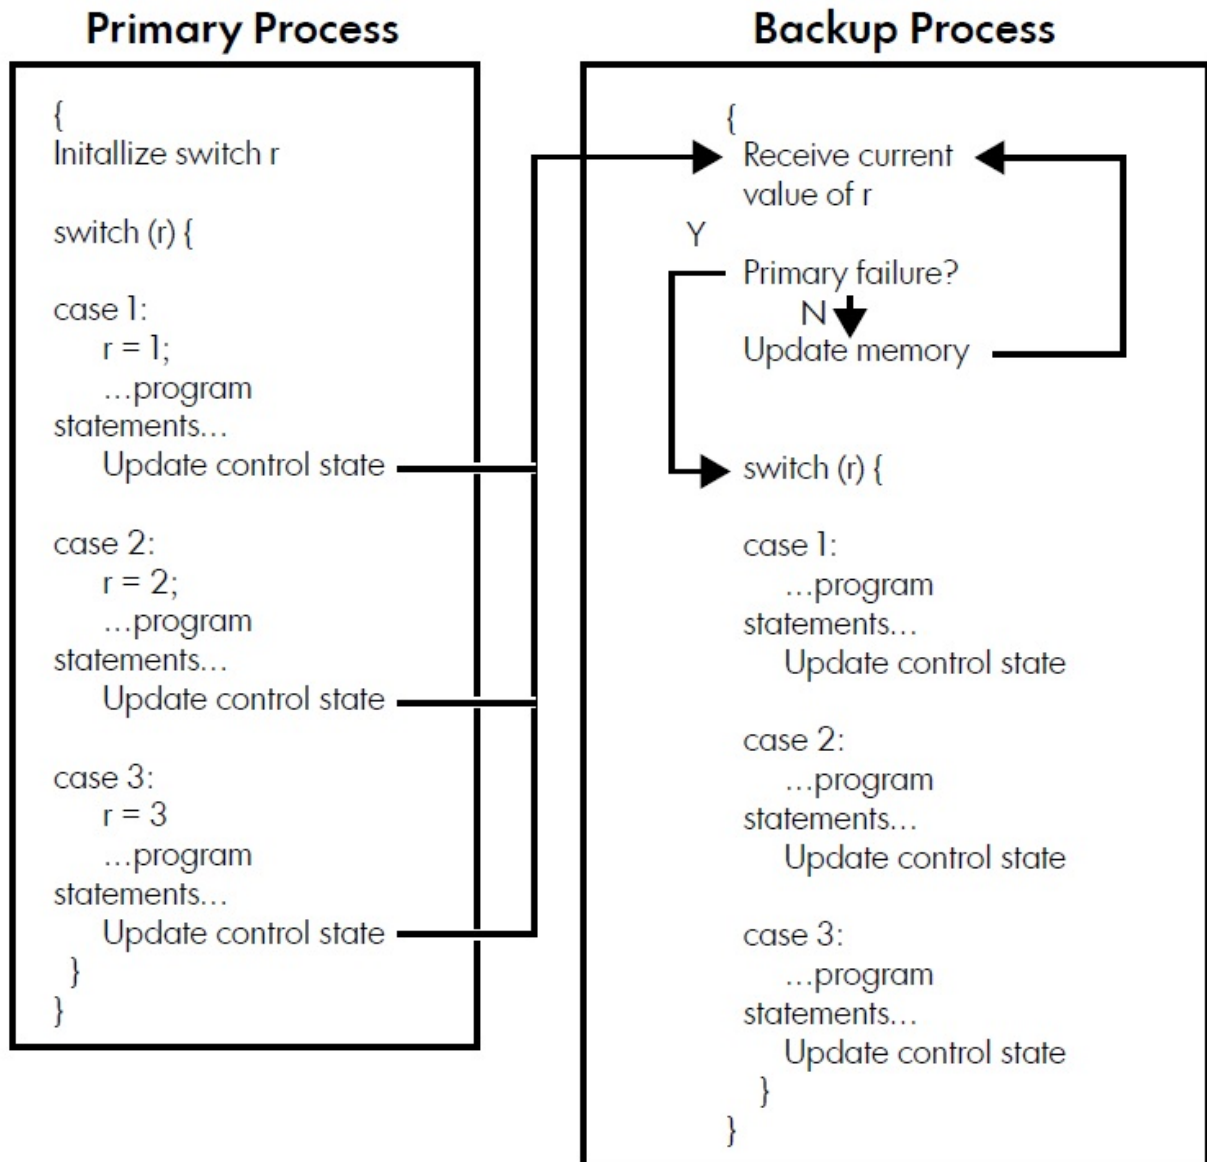 Primary Process
{
Initallize switch r
switch (r) {
case 1:
r = 1;
...program
statements...
Update control state
case 2:
r = 2;
...program
statements...
Update control state
case 3:
r = 3
...program
statements...
Update control state
}
}
Backup Process
{
Receive current
value of r
Y
Primary failure?
N
Update memory
switch (r) {
case 1:
...program
statements...
Update control state
case 2:
...program
statements...
Update control state
case 3:
...program
statements...
Update control state
}
}